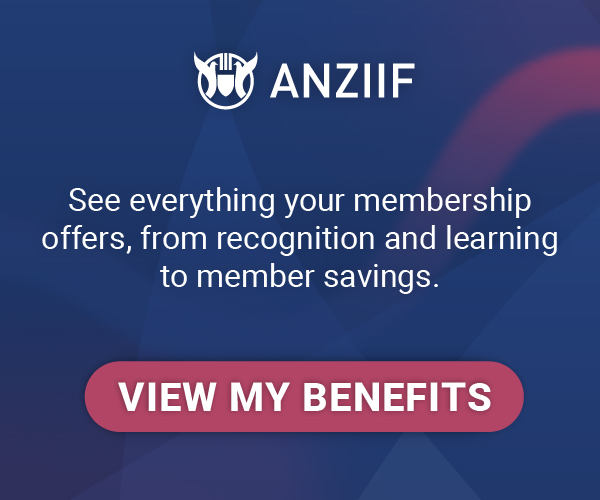 ANZIIF
See everything your membership
offers, from recognition and learning
to member savings.
VIEW MY BENEFITS